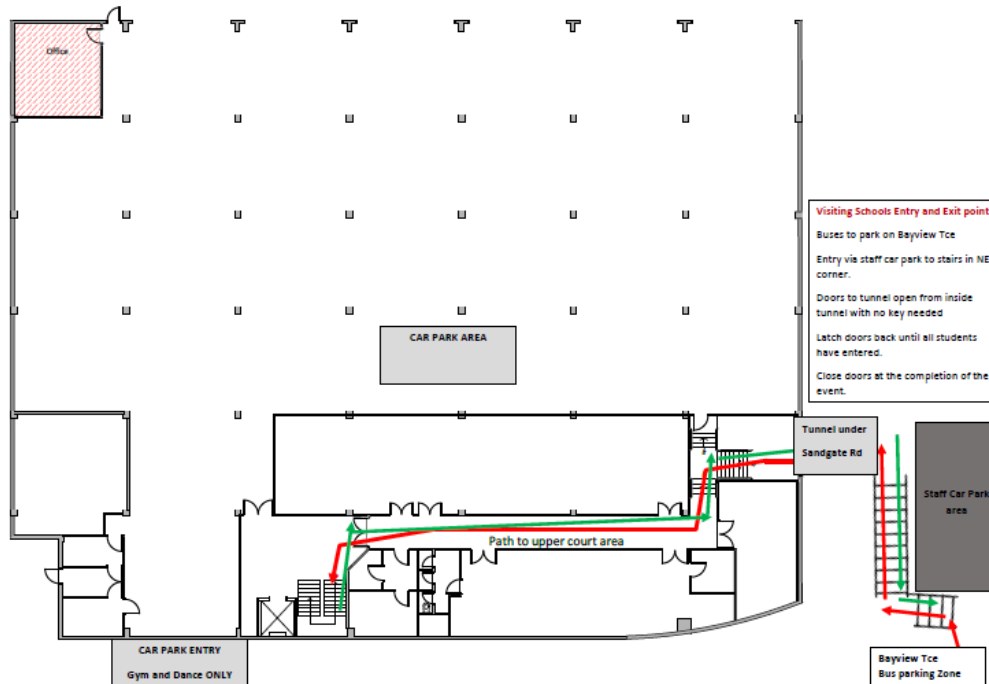 Office
Visiting Schools Entry and Exit point
Buses to park on Bayview Tce
Entry via staff car park to stairs in NE
corner.
Doors to tunnel open from inside
tunnel with no key needed
Latch doors back until all students
have entered.
Close doors at the completion of the
event.
CAR PARK AREA
Tunnel under
Sandgate Rd
Staff Car Park
area
Path to upper court area
CAR PARK ENTRY
Gym and Dance ONLY
Bayview Tce
Bus parking Zone